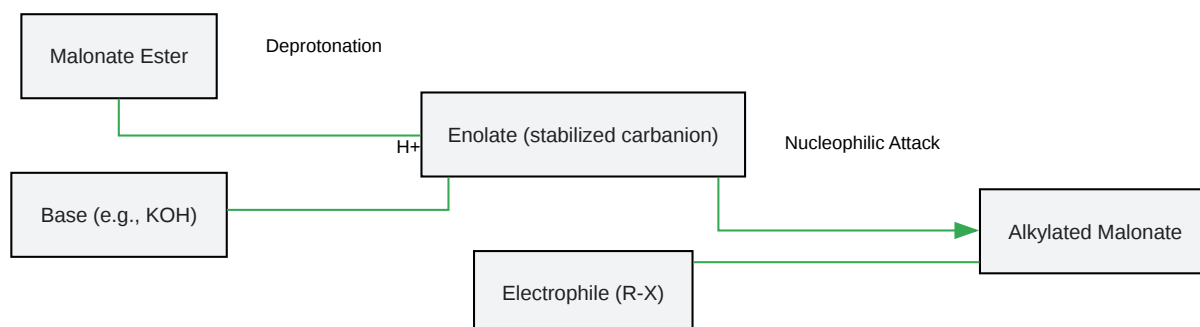 Malonate Ester
Deprotonation
Enolate (stabilized carbanion)
H+
Nucleophilic Attack
Base (e.g., KOH)
Alkylated Malonate
Electrophile (R-X)